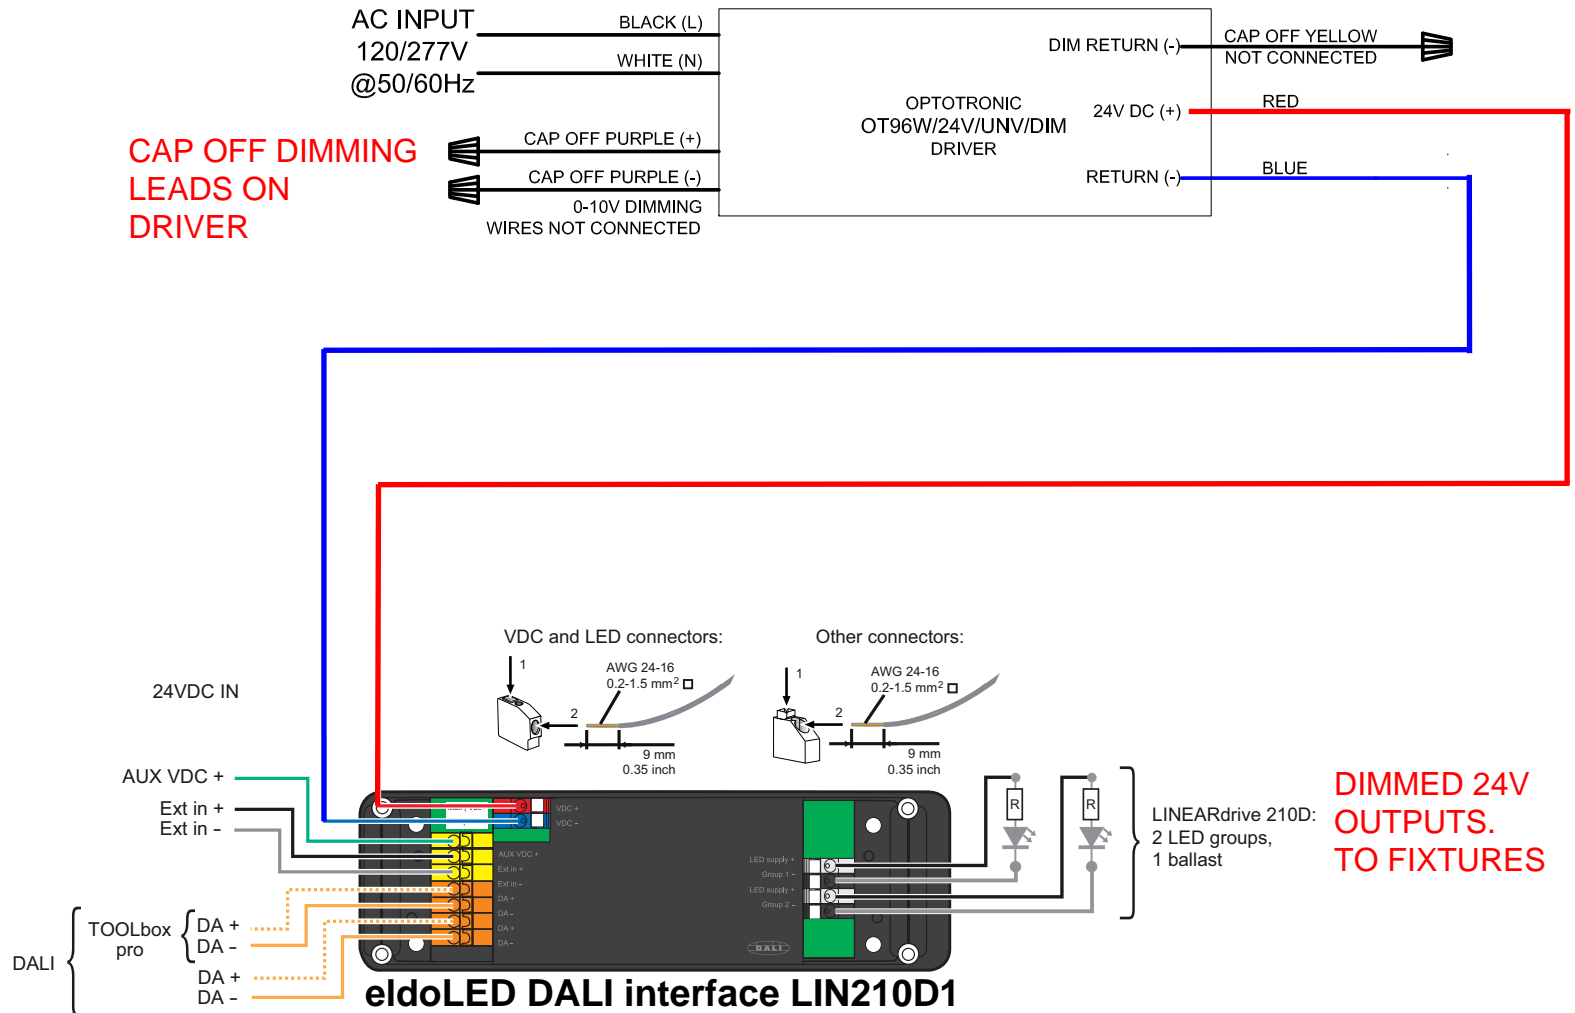 AC INPUT
120/277V
@50/60Hz
BLACK (L)
WHITE (N)
CAP OFF PURPLE (+)
CAP OFF PURPLE (-)
0-10V DIMMING
WIRES NOT CONNECTED
CAP OFF DIMMING
LEADS ON
DRIVER
OPTOTRONIC
OT96W/24V/UNV/DIM
DRIVER
DIM RETURN (-)
24V DC (+)
RETURN (-)
CAP OFF YELLOW
NOT CONNECTED
RED
BLUE
VDC and LED connectors:
1
AWG 24-16
0.2-1.5 mm²
2
9 mm
0.35 inch
Other connectors:
1
AWG 24-16
0.2-1.5 mm²
2
9 mm
0.35 inch
24VDC IN
AUX VDC +
Ext in +
Ext in -
DALI
TOOLbox
pro
DA +
DA -
DA +
DA -
VDC +
VDC -
AUX VDC +
Ext in +
Ext in -
DA +
DA -
DA +
DA -
LED supply +
Group 1 -
LED supply +
Group 2 -
DALI
R
R
LINEARdrive 210D:
2 LED groups,
1 ballast
DIMMED 24V
OUTPUTS.
TO FIXTURES
eldoLED DALI interface LIN210D1